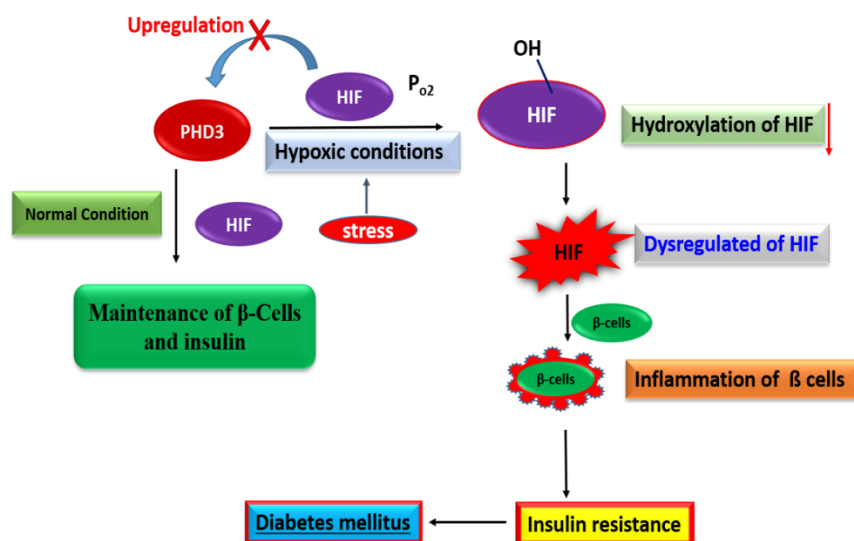 Upregulation
HIF
P₀₂
PHD3
Hypoxic conditions
OH
HIF
Hydroxylation of HIF
Normal Condition
HIF
stress
HIF
Dysregulated of HIF
Maintenance of β-Cells
and insulin
β-cells
β-cells
Inflammation of ß cells
Diabetes mellitus
Insulin resistance